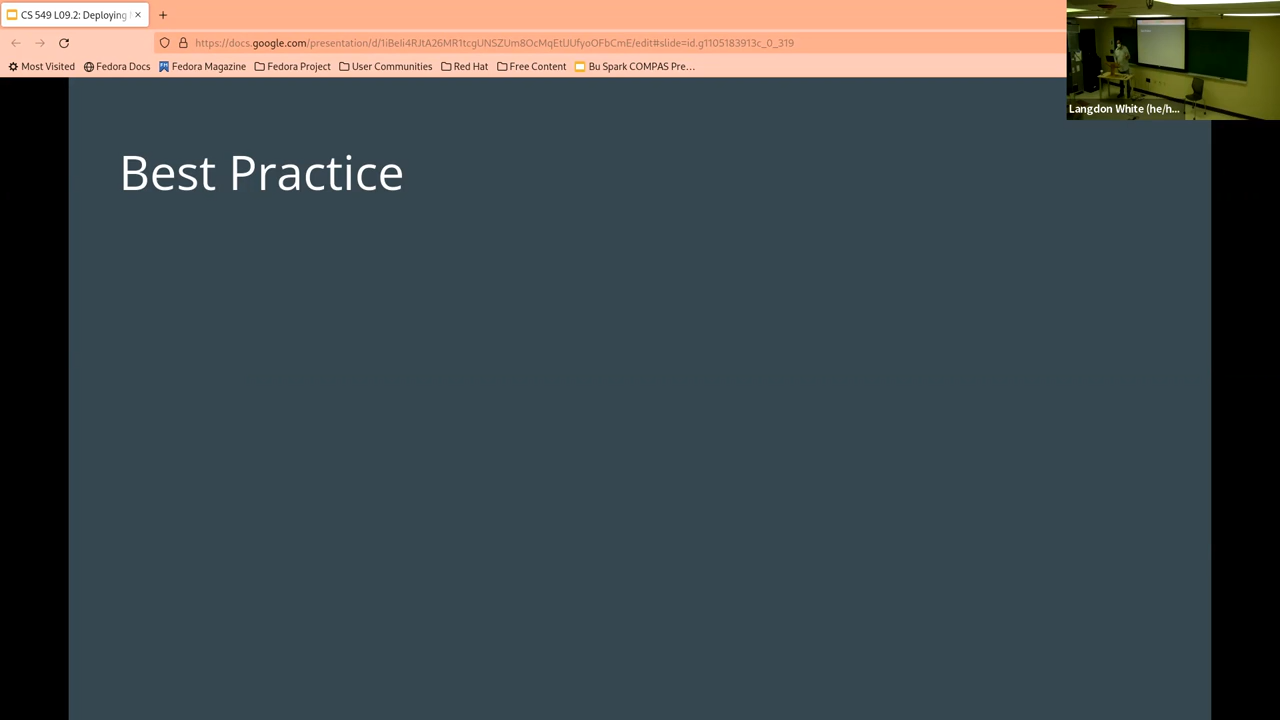 CS 549 L09.2: Deploying
https://docs.google.com/presentation/d/1iBeIi4RJtA26MR1tcgUNSZUm8OcMqEtlJUfyoOFbCmE/edit#slide=id.g1105183913c_0_319
Most Visited Fedora Docs Fedora Magazine Fedora Project User Communities Red Hat Free Content Bu Spark COMPAS Pre…
Langdon White (he/h...
Best Practice